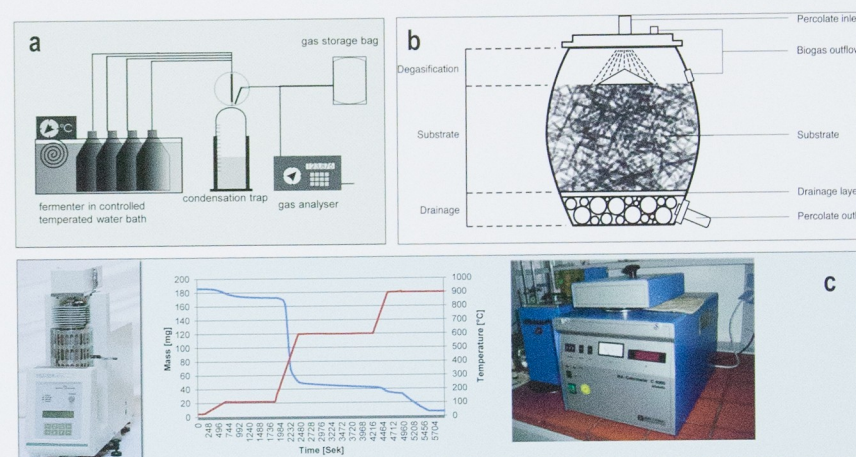 a
gas storage bag
°C
fermenter in controlled
temperated water bath
condensation trap
gas analyser
b
Degasification
Substrate
Drainage
Percolate inle
Biogas outflow
Substrate
Drainage laye
Percolate outl
c
Mass [mg]
200
180
160
140
120
100
80
60
40
20
0
1000
900
800
700
600
500
400
300
200
100
0
Temperature [°C]
0 248 496 744 992 1240 1488 1736 1984 2232 2480 2728 2976 3224 3472 3720 3968 4216 4464 4712 4960 5208 5456 5704
Time [Sek]